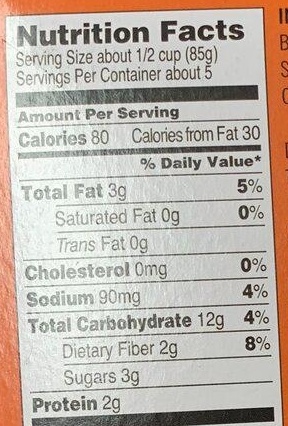 Nutrition Facts
Serving Size about 1/2 cup (85g)
Servings Per Container about 5
Amount Per Serving
Calories 80 Calories from Fat 30
% Daily Value*
Total Fat 3g 5%
Saturated Fat 0g 0%
Trans Fat 0g
Cholesterol 0mg 0%
Sodium 90mg 4%
Total Carbohydrate 12g 4%
Dietary Fiber 2g 8%
Sugars 3g
Protein 2g